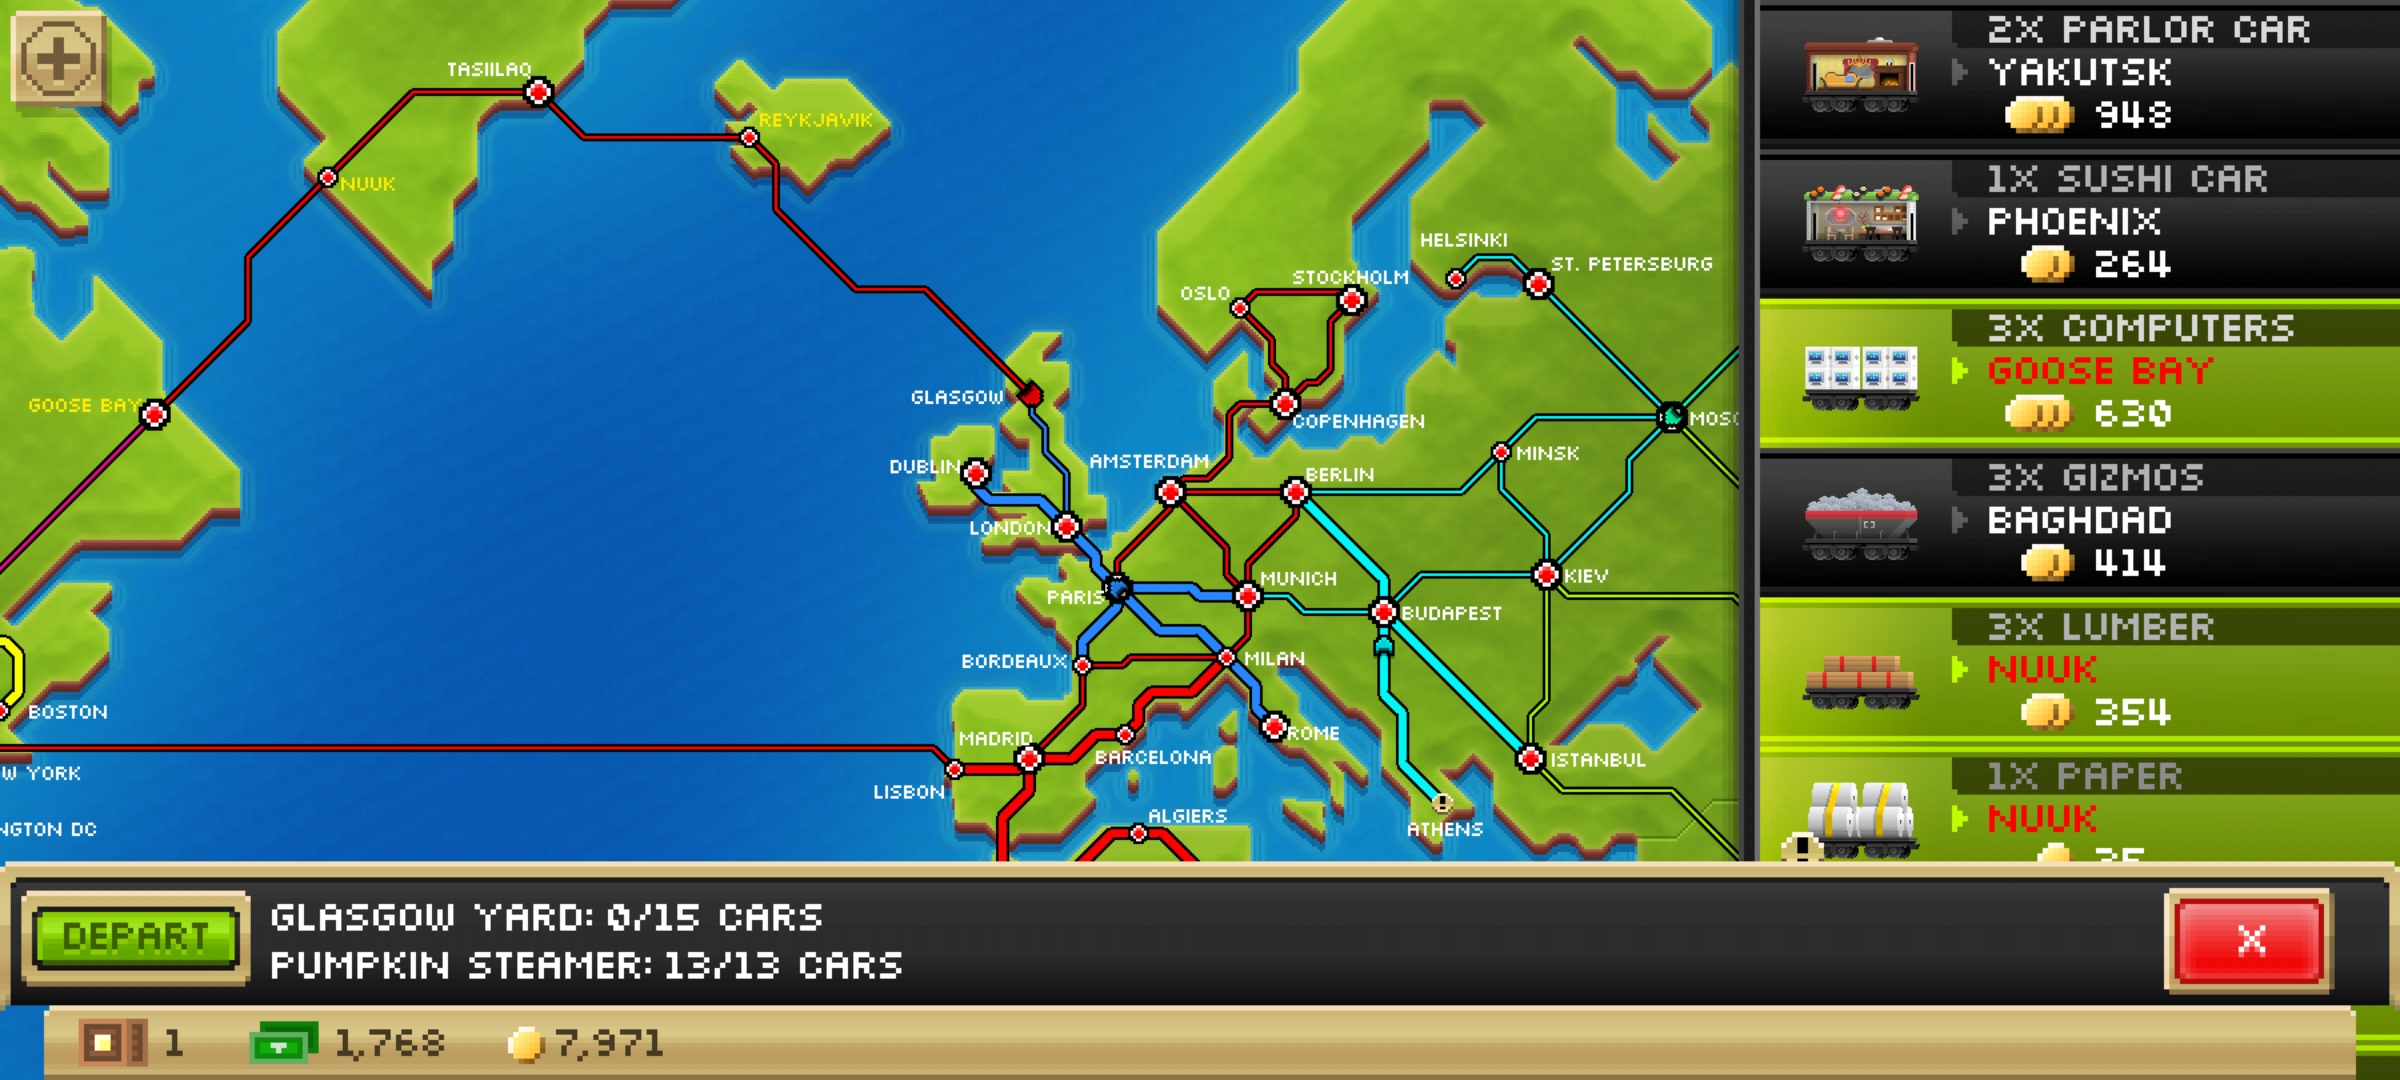 TASIILAQ
REYKJAVIK
NUUK
GOOSE BAY
GLASGOW
DUBLIN
LONDON
PARIS
BORDEAUX
MADRID
LISBON
BARCELONA
ALGIERS
MILAN
ROME
MUNICH
AMSTERDAM
BERLIN
COPENHAGEN
OSLO
STOCKHOLM
HELSINKI
ST. PETERSBURG
MOSC
MINSK
KIEV
BUDAPEST
ISTANBUL
ATHENS
BOSTON
W YORK
NGTON DC
2X PARLOR CAR
YAKUTSK
948
1X SUSHI CAR
PHOENIX
264
3X COMPUTERS
GOOSE BAY
630
3X GIZMOS
BAGHDAD
414
3X LUMBER
NUUK
354
1X PAPER
NUUK
DEPART
GLASGOW YARD: 0/15 CARS
PUMPKIN STEAMER: 13/13 CARS
X
1
1,768
7,971